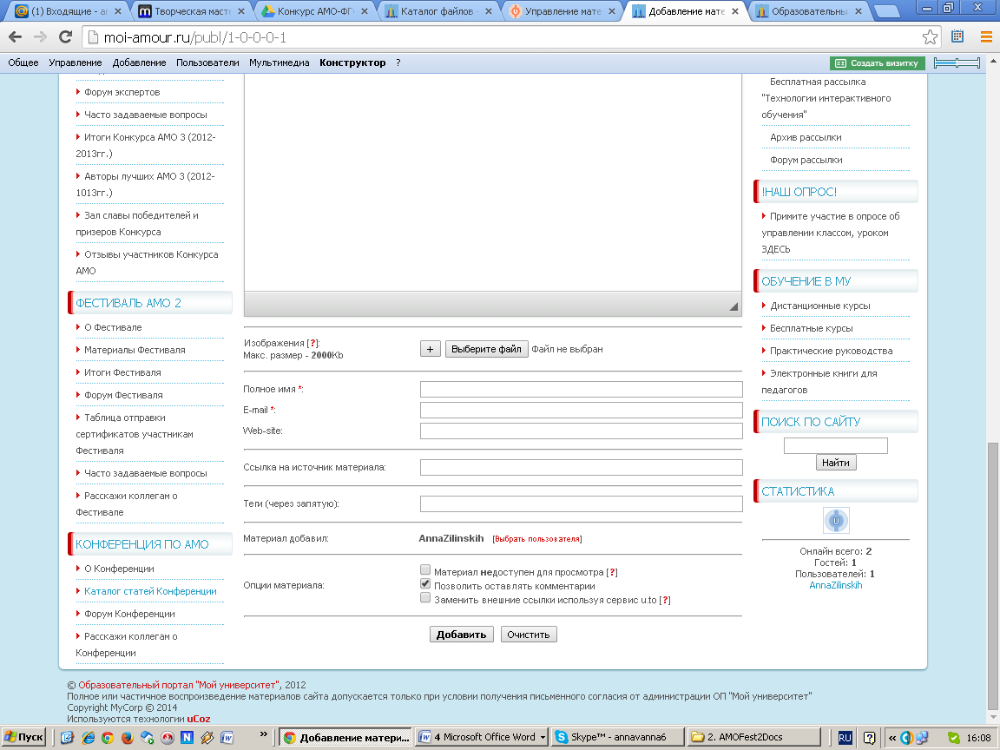 (1) Входящие - an
Творческая маст
Конкурс АМО-ФГ
Каталог файлов -
Управление мате
Добавление мате
Образовательны
moi-amour.ru/publ/1-0-0-0-1
Общее Управление Добавление Пользователи Мультимедиа Конструктор ?
Создать визитку
Форум экспертов
Часто задаваемые вопросы
Итоги Конкурса АМО 3 (2012-
2013гг.)
Авторы лучших АМО 3 (2012-
1013гг.)
Зал славы победителей и
призеров Конкурса
Отзывы участников Конкурса
АМО
ФЕСТИВАЛЬ АМО 2
О Фестивале
Материалы Фестиваля
Итоги Фестиваля
Форум Фестиваля
Таблица отправки
сертификатов участникам
Фестиваля
Часто задаваемые вопросы
Расскажи коллегам о
Фестивале
КОНФЕРЕНЦИЯ ПО АМО
О Конференции
Каталог статей Конференции
Форум Конференции
Расскажи коллегам о
Конференции
Изображения [?]:
Макс. размер - 2000Kb
+ Выберите файл Файл не выбран
Полное имя *:
E-mail *:
Web-site:
Ссылка на источник материала:
Теги (через запятую):
Материал добавил: AnnaZilinskih [Выбрать пользователя]
Опции материала:
Материал недоступен для просмотра [?]
Позволить оставлять комментарии
Заменить внешние ссылки используя сервис u.to [?]
Добавить Очистить
Бесплатная рассылка
"Технологии интерактивного
обучения"
Архив рассылки
Форум рассылки
!НАШ ОПРОС!
Примите участие в опросе об
управлении классом, уроком
ЗДЕСЬ
ОБУЧЕНИЕ В МУ
Дистанционные курсы
Бесплатные курсы
Практические руководства
Электронные книги для
педагогов
ПОИСК ПО САЙТУ
Найти
СТАТИСТИКА
Онлайн всего: 2
Гостей: 1
Пользователей: 1
AnnaZilinskih
© Образовательный портал "Мой университет", 2012
Полное или частичное воспроизведение материалов сайта допускается только при условии получения письменного согласия от администрации ОП "Мой университет"
Copyright MyCorp © 2014
Используются технологии uCoz
Пуск
Добавление матери...
4 Microsoft Office Word
Skype™ - annavanna6
2. AMOFest2Docs
RU
16:08